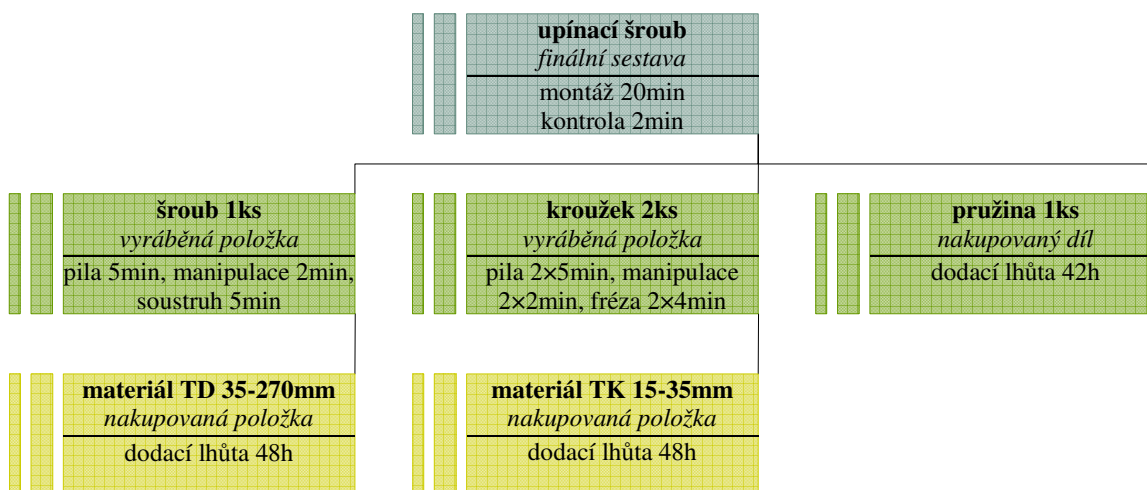 upínací šroub
finální sestava
montáž 20min
kontrola 2min
šroub 1ks
vyráběná položka
pila 5min, manipulace 2min,
soustruh 5min
kroužek 2ks
vyráběná položka
pila 2×5min, manipulace
2×2min, fréza 2×4min
pružina 1ks
nakupovaný díl
dodací lhůta 42h
materiál TD 35-270mm
nakupovaná položka
dodací lhůta 48h
materiál TK 15-35mm
nakupovaná položka
dodací lhůta 48h